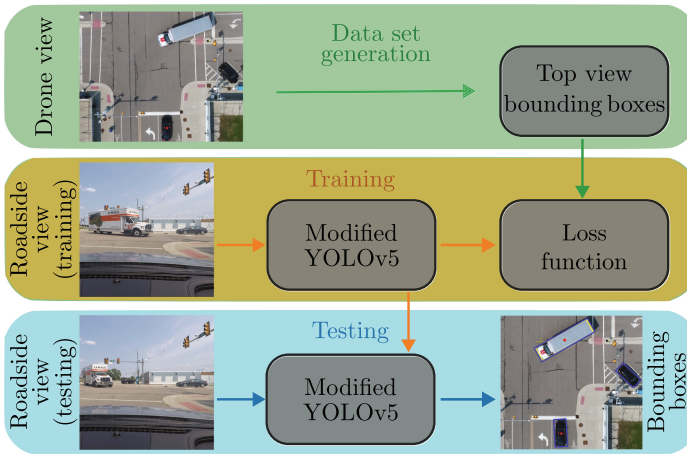 Drone view
Data set
generation
Top view
bounding boxes
Roadside
view
(training)
Training
Modified
YOLOv5
Loss
function
Roadside
view
(testing)
Testing
Modified
YOLOv5
Bounding
boxes